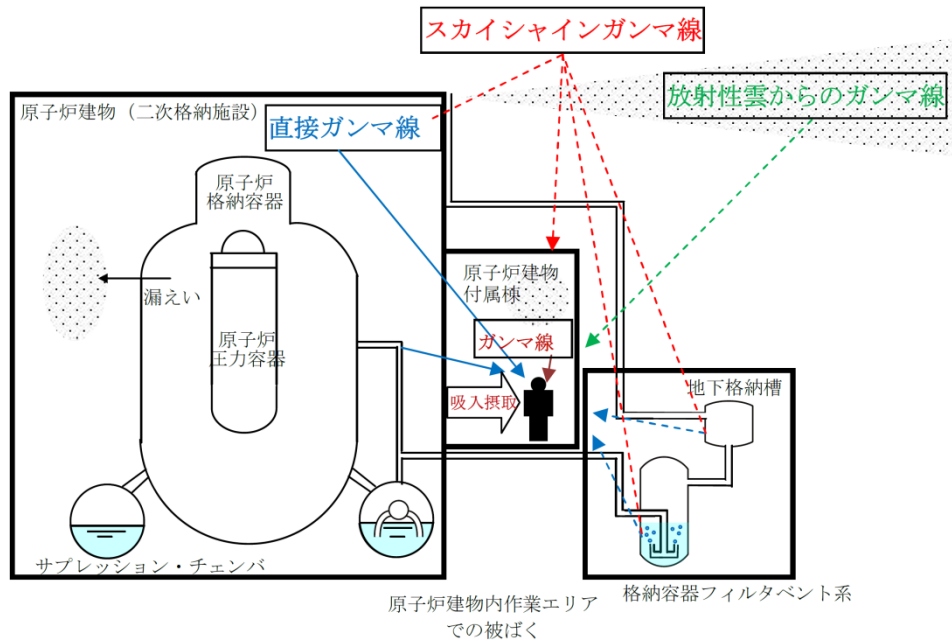 スカイシャインガンマ線
原子炉建物（二次格納施設）
直接ガンマ線
放射性雲からのガンマ線
原子炉
格納容器
原子炉建物
付属棟
漏えい
原子炉
圧力容器
ガンマ線
吸入摂取
地下格納槽
サプレッション・チェンバ
格納容器フィルタベント系
原子炉建物内作業エリア
での被ばく